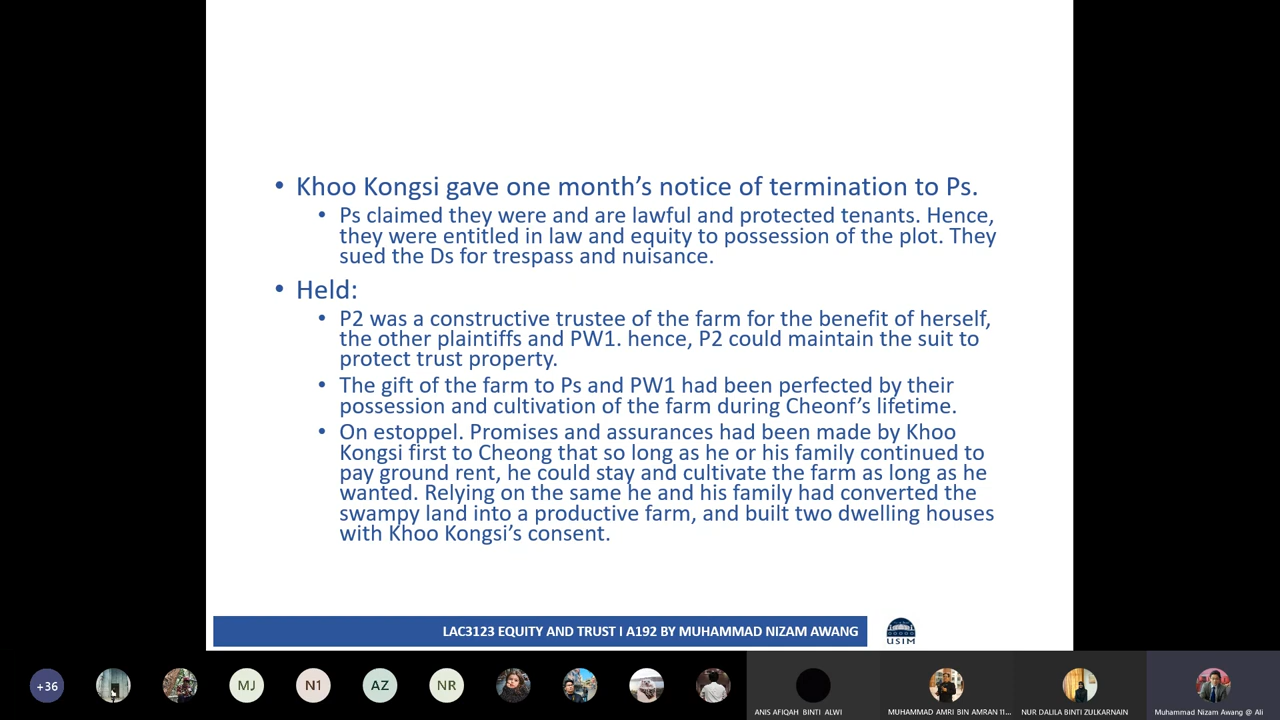 • Khoo Kongsi gave one month's notice of termination to Ps.
• Ps claimed they were and are lawful and protected tenants. Hence,
they were entitled in law and equity to possession of the plot. They
sued the Ds for trespass and nuisance.
• Held:
• P2 was a constructive trustee of the farm for the benefit of herself,
the other plaintiffs and PW1. hence, P2 could maintain the suit to
protect trust property.
• The gift of the farm to Ps and PW1 had been perfected by their
possession and cultivation of the farm during Cheonf's lifetime.
• On estoppel. Promises and assurances had been made by Khoo
Kongsi first to Cheong that so long as he or his family continued to
pay ground rent, he could stay and cultivate the farm as long as he
wanted. Relying on the same he and his family had converted the
swampy land into a productive farm, and built two dwelling houses
with Khoo Kongsi's consent.
LAC3123 EQUITY AND TRUST I A192 BY MUHAMMAD NIZAM AWANG
USIM
+36
MJ
N1
AZ
NR
ANIS AFIQAH BINTI ALWI
MUHAMMAD AMRI BIN AMRAN 11...
NUR DALILA BINTI ZULKARNAIN
Muhammad Nizam Awang @ Ali